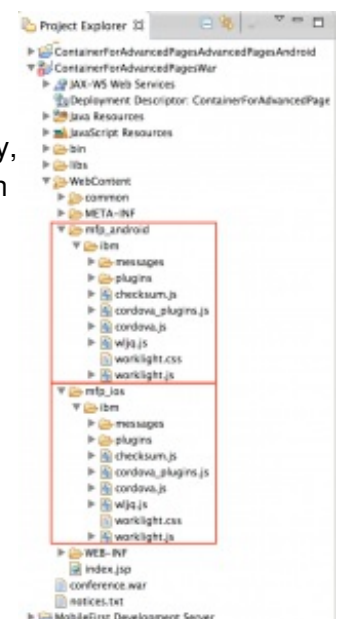 Project Explorer
ContainerForAdvancedPagesAdvancedPagesAndroid
ContainerForAdvancedPagesWar
JAX-WS Web Services
Deployment Descriptor: ContainerForAdvancedPage
Java Resources
JavaScript Resources
bin
libs
WebContent
common
META-INF
mfp_android
ibm
messages
plugins
checksum.js
cordova_plugins.js
cordova.js
wljq.js
worklight.css
worklight.js
mfp_ios
ibm
messages
plugins
checksum.js
cordova_plugins.js
cordova.js
wljq.js
worklight.css
worklight.js
WEB-INF
index.jsp
conference.war
notices.txt
MobileFirst Development Server